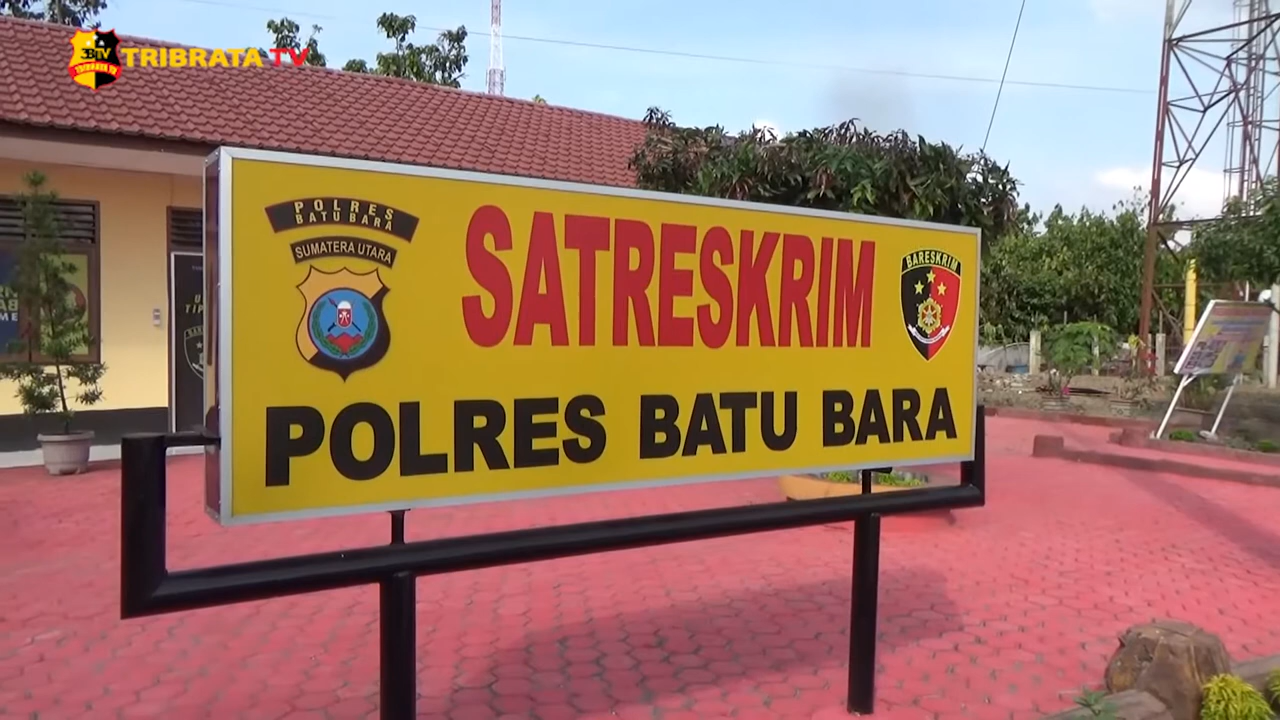 TRIBRATA TV
POLRES
BATU BARA
SUMATERA UTARA
SATRESKRIM
BARESKRIM
POLRES BATU BARA